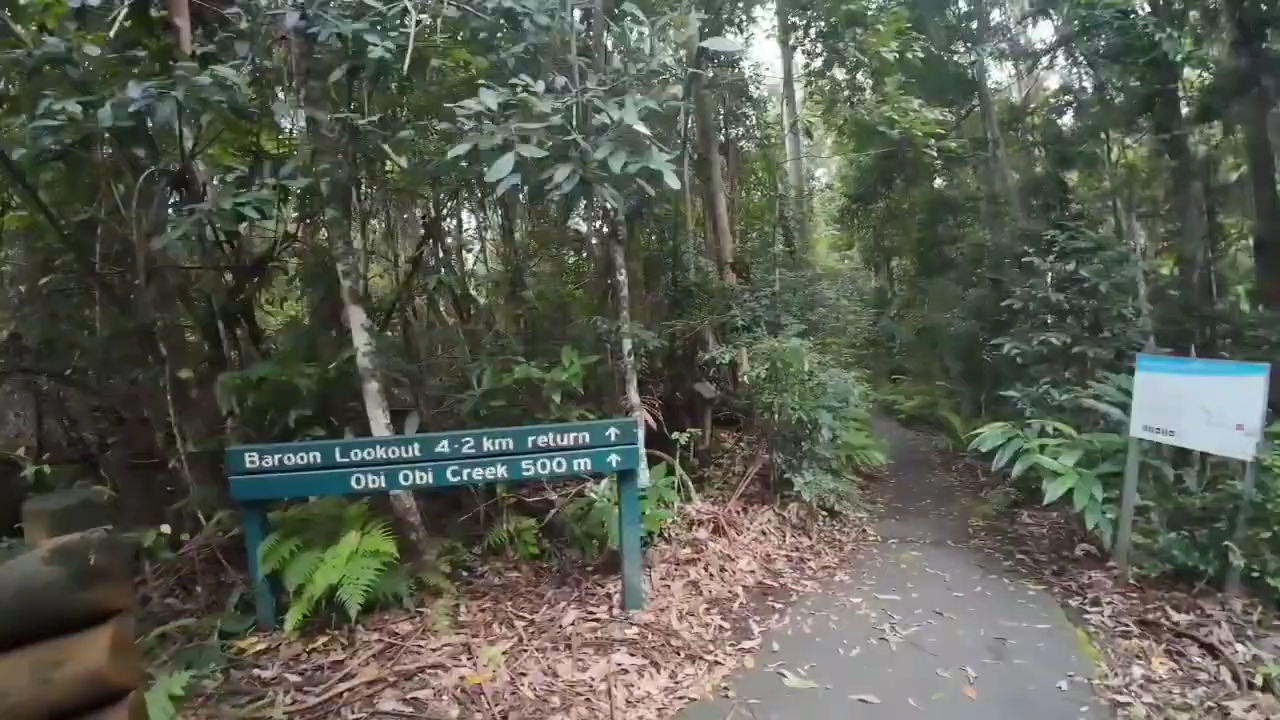 Baroon Lookout 4·2 km return ↑
Obi Obi Creek 500 m ↑